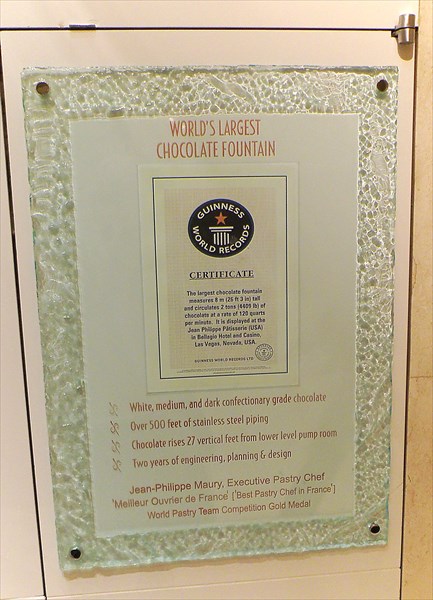 WORLD'S LARGEST
CHOCOLATE FOUNTAIN
GUINNESS
WORLD RECORDS
CERTIFICATE
The largest chocolate fountain
measures 8 m (26 ft 3 in) tall
and circulates 2 tons (4409 lb) of
chocolate at a rate of 120 quarts
per minute. It is displayed at the
Jean Philippe Pâtisserie (USA)
in Bellagio Hotel and Casino,
Las Vegas, Nevada, USA.
GUINNESS WORLD RECORDS LTD
White, medium, and dark confectionary grade chocolate
Over 500 feet of stainless steel piping
Chocolate rises 27 vertical feet from lower level pump room
Two years of engineering, planning & design
Jean-Philippe Maury, Executive Pastry Chef
'Meilleur Ouvrier de France' ['Best Pastry Chef in France']
World Pastry Team Competition Gold Medal